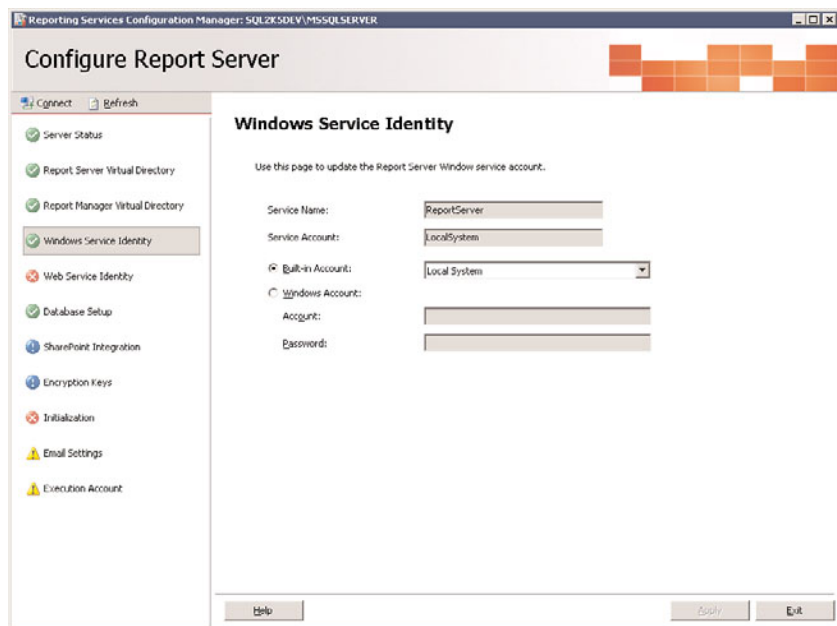 Reporting Services Configuration Manager: SQL2K5DEV\MSSQLSERVER
Configure Report Server
Connect Refresh
Server Status
Report Server Virtual Directory
Report Manager Virtual Directory
Windows Service Identity
Web Service Identity
Database Setup
SharePoint Integration
Encryption Keys
Initialization
Email Settings
Execution Account
Windows Service Identity
Use this page to update the Report Server Window service account.
Service Name: ReportServer
Service Account: LocalSystem
Built-in Account: Local System
Windows Account:
Account:
Password:
Help Apply Exit